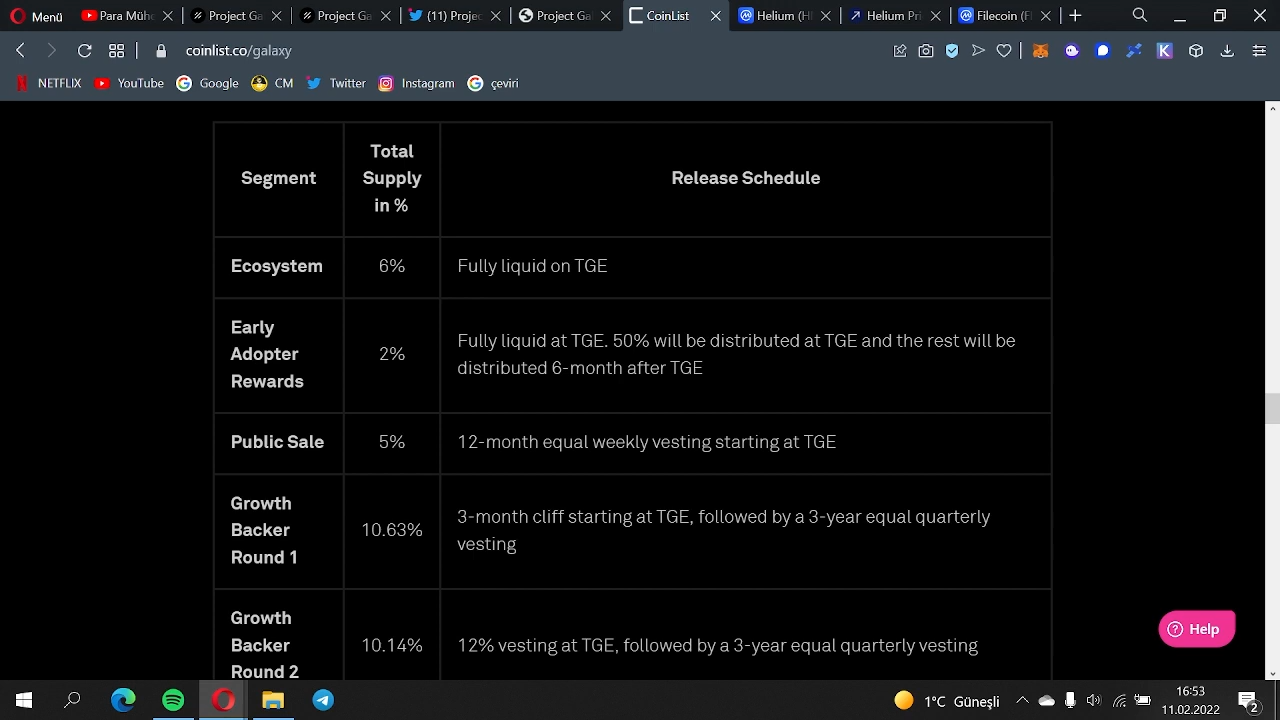 Menü
Para Müh
Project Ga
Project G
(11) Projec
Project Gal
CoinList
Helium (H
Helium Pri
Filecoin (F
coinlist.co/galaxy
NETFLIX
YouTube
Google
CM
Twitter
Instagram
çeviri
Segment
Total
Supply
in %
Release Schedule
Ecosystem
6%
Fully liquid on TGE
Early
Adopter
Rewards
2%
Fully liquid at TGE. 50% will be distributed at TGE and the rest will be
distributed 6-month after TGE
Public Sale
5%
12-month equal weekly vesting starting at TGE
Growth
Backer
Round 1
10.63%
3-month cliff starting at TGE, followed by a 3-year equal quarterly
vesting
Growth
Backer
Round 2
10.14%
12% vesting at TGE, followed by a 3-year equal quarterly vesting
Help
1°C Güneşli
16:53
11.02.2022
2